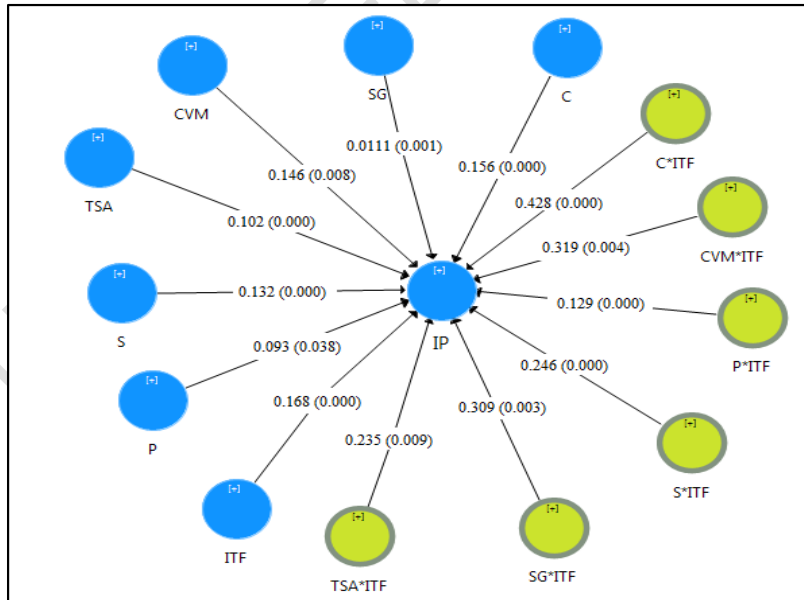 [+]
SG
[+]
C
[+]
CVM
[+]
C*ITF
[+]
TSA
[+]
CVM*ITF
[+]
S
[+]
IP
[+]
P*ITF
[+]
P
[+]
S*ITF
[+]
ITF
[+]
TSA*ITF
[+]
SG*ITF
0.0111 (0.001)
0.156 (0.000)
0.146 (0.008)
0.428 (0.000)
0.102 (0.000)
0.319 (0.004)
0.132 (0.000)
0.129 (0.000)
0.093 (0.038)
0.246 (0.000)
0.168 (0.000)
0.309 (0.003)
0.235 (0.009)